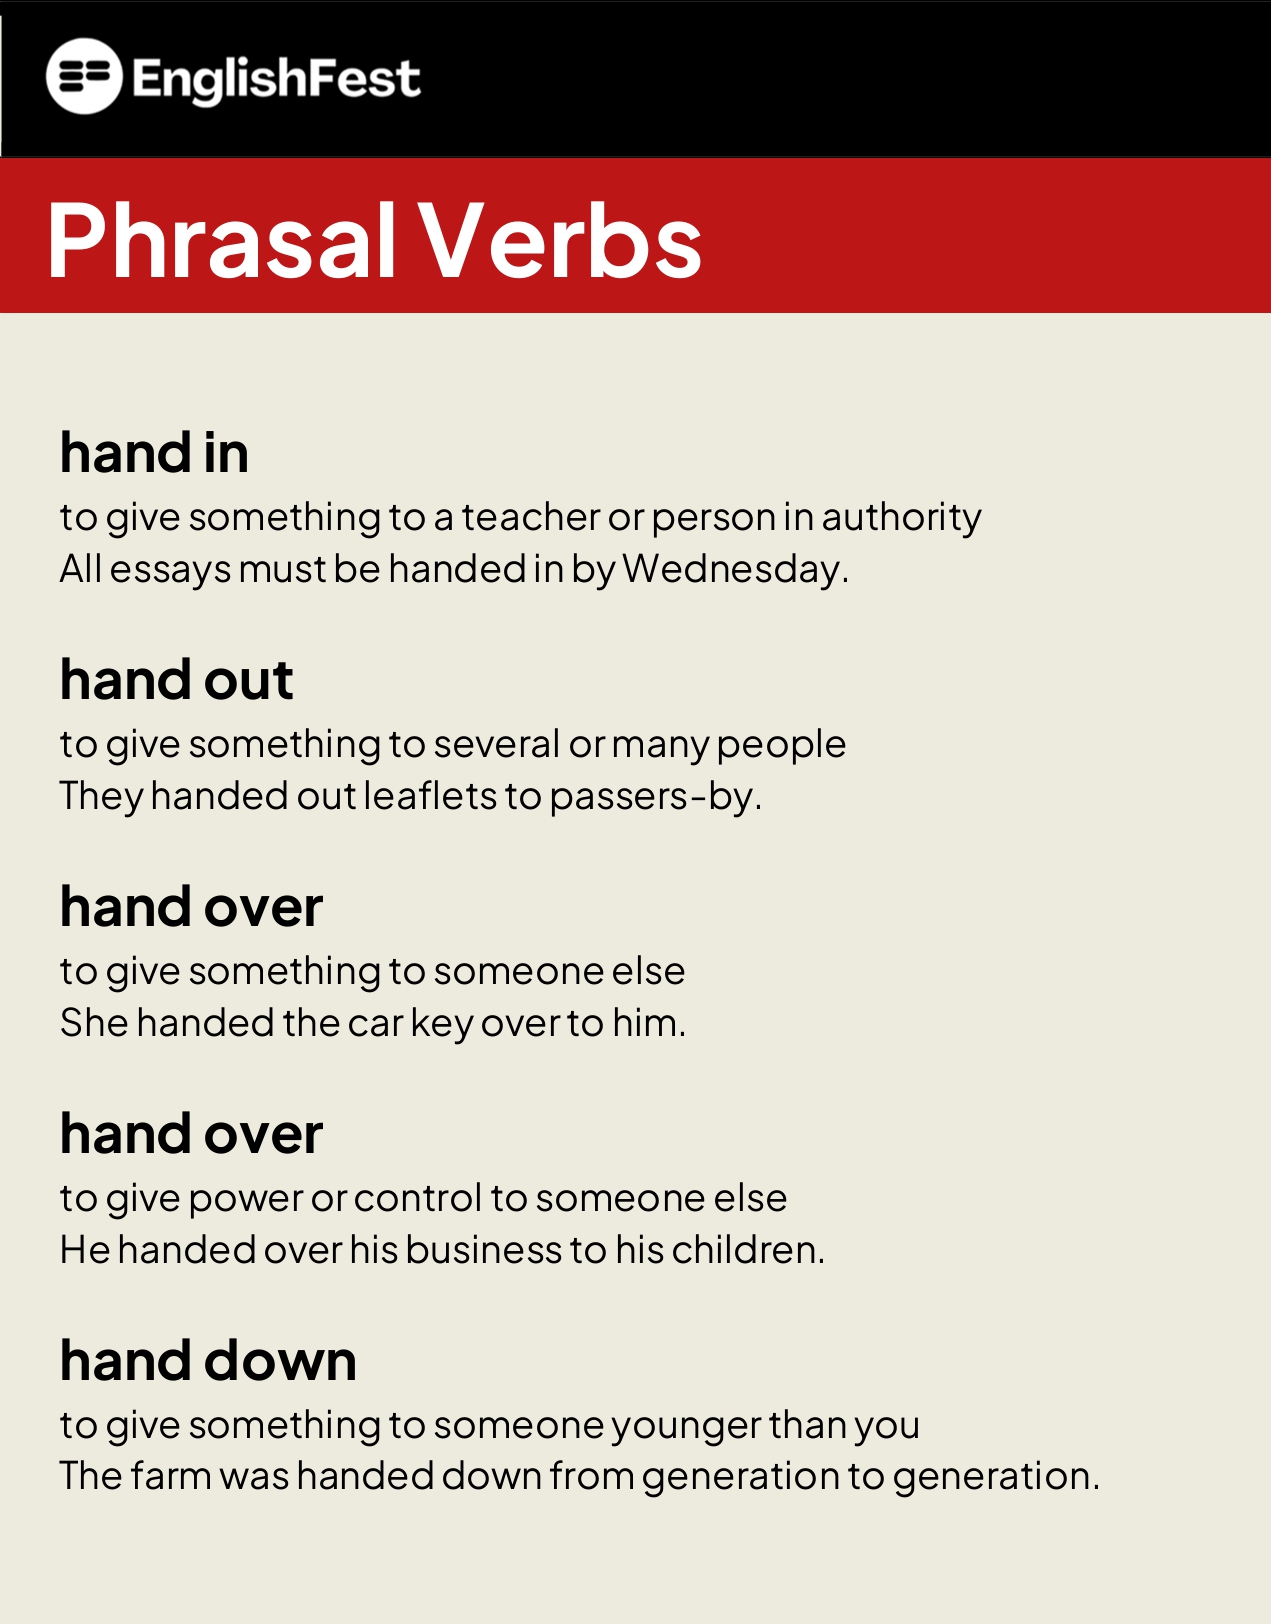 EnglishFest
Phrasal Verbs
hand in
to give something to a teacher or person in authority
All essays must be handed in by Wednesday.
hand out
to give something to several or many people
They handed out leaflets to passers-by.
hand over
to give something to someone else
She handed the car key over to him.
hand over
to give power or control to someone else
He handed over his business to his children.
hand down
to give something to someone younger than you
The farm was handed down from generation to generation.